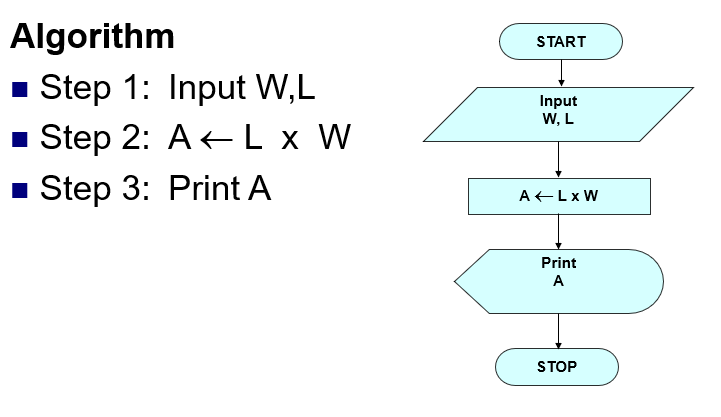 Algorithm
Step 1: Input W,L
Step 2: A ← L x W
Step 3: Print A
START
Input
W, L
A ← L x W
Print
A
STOP